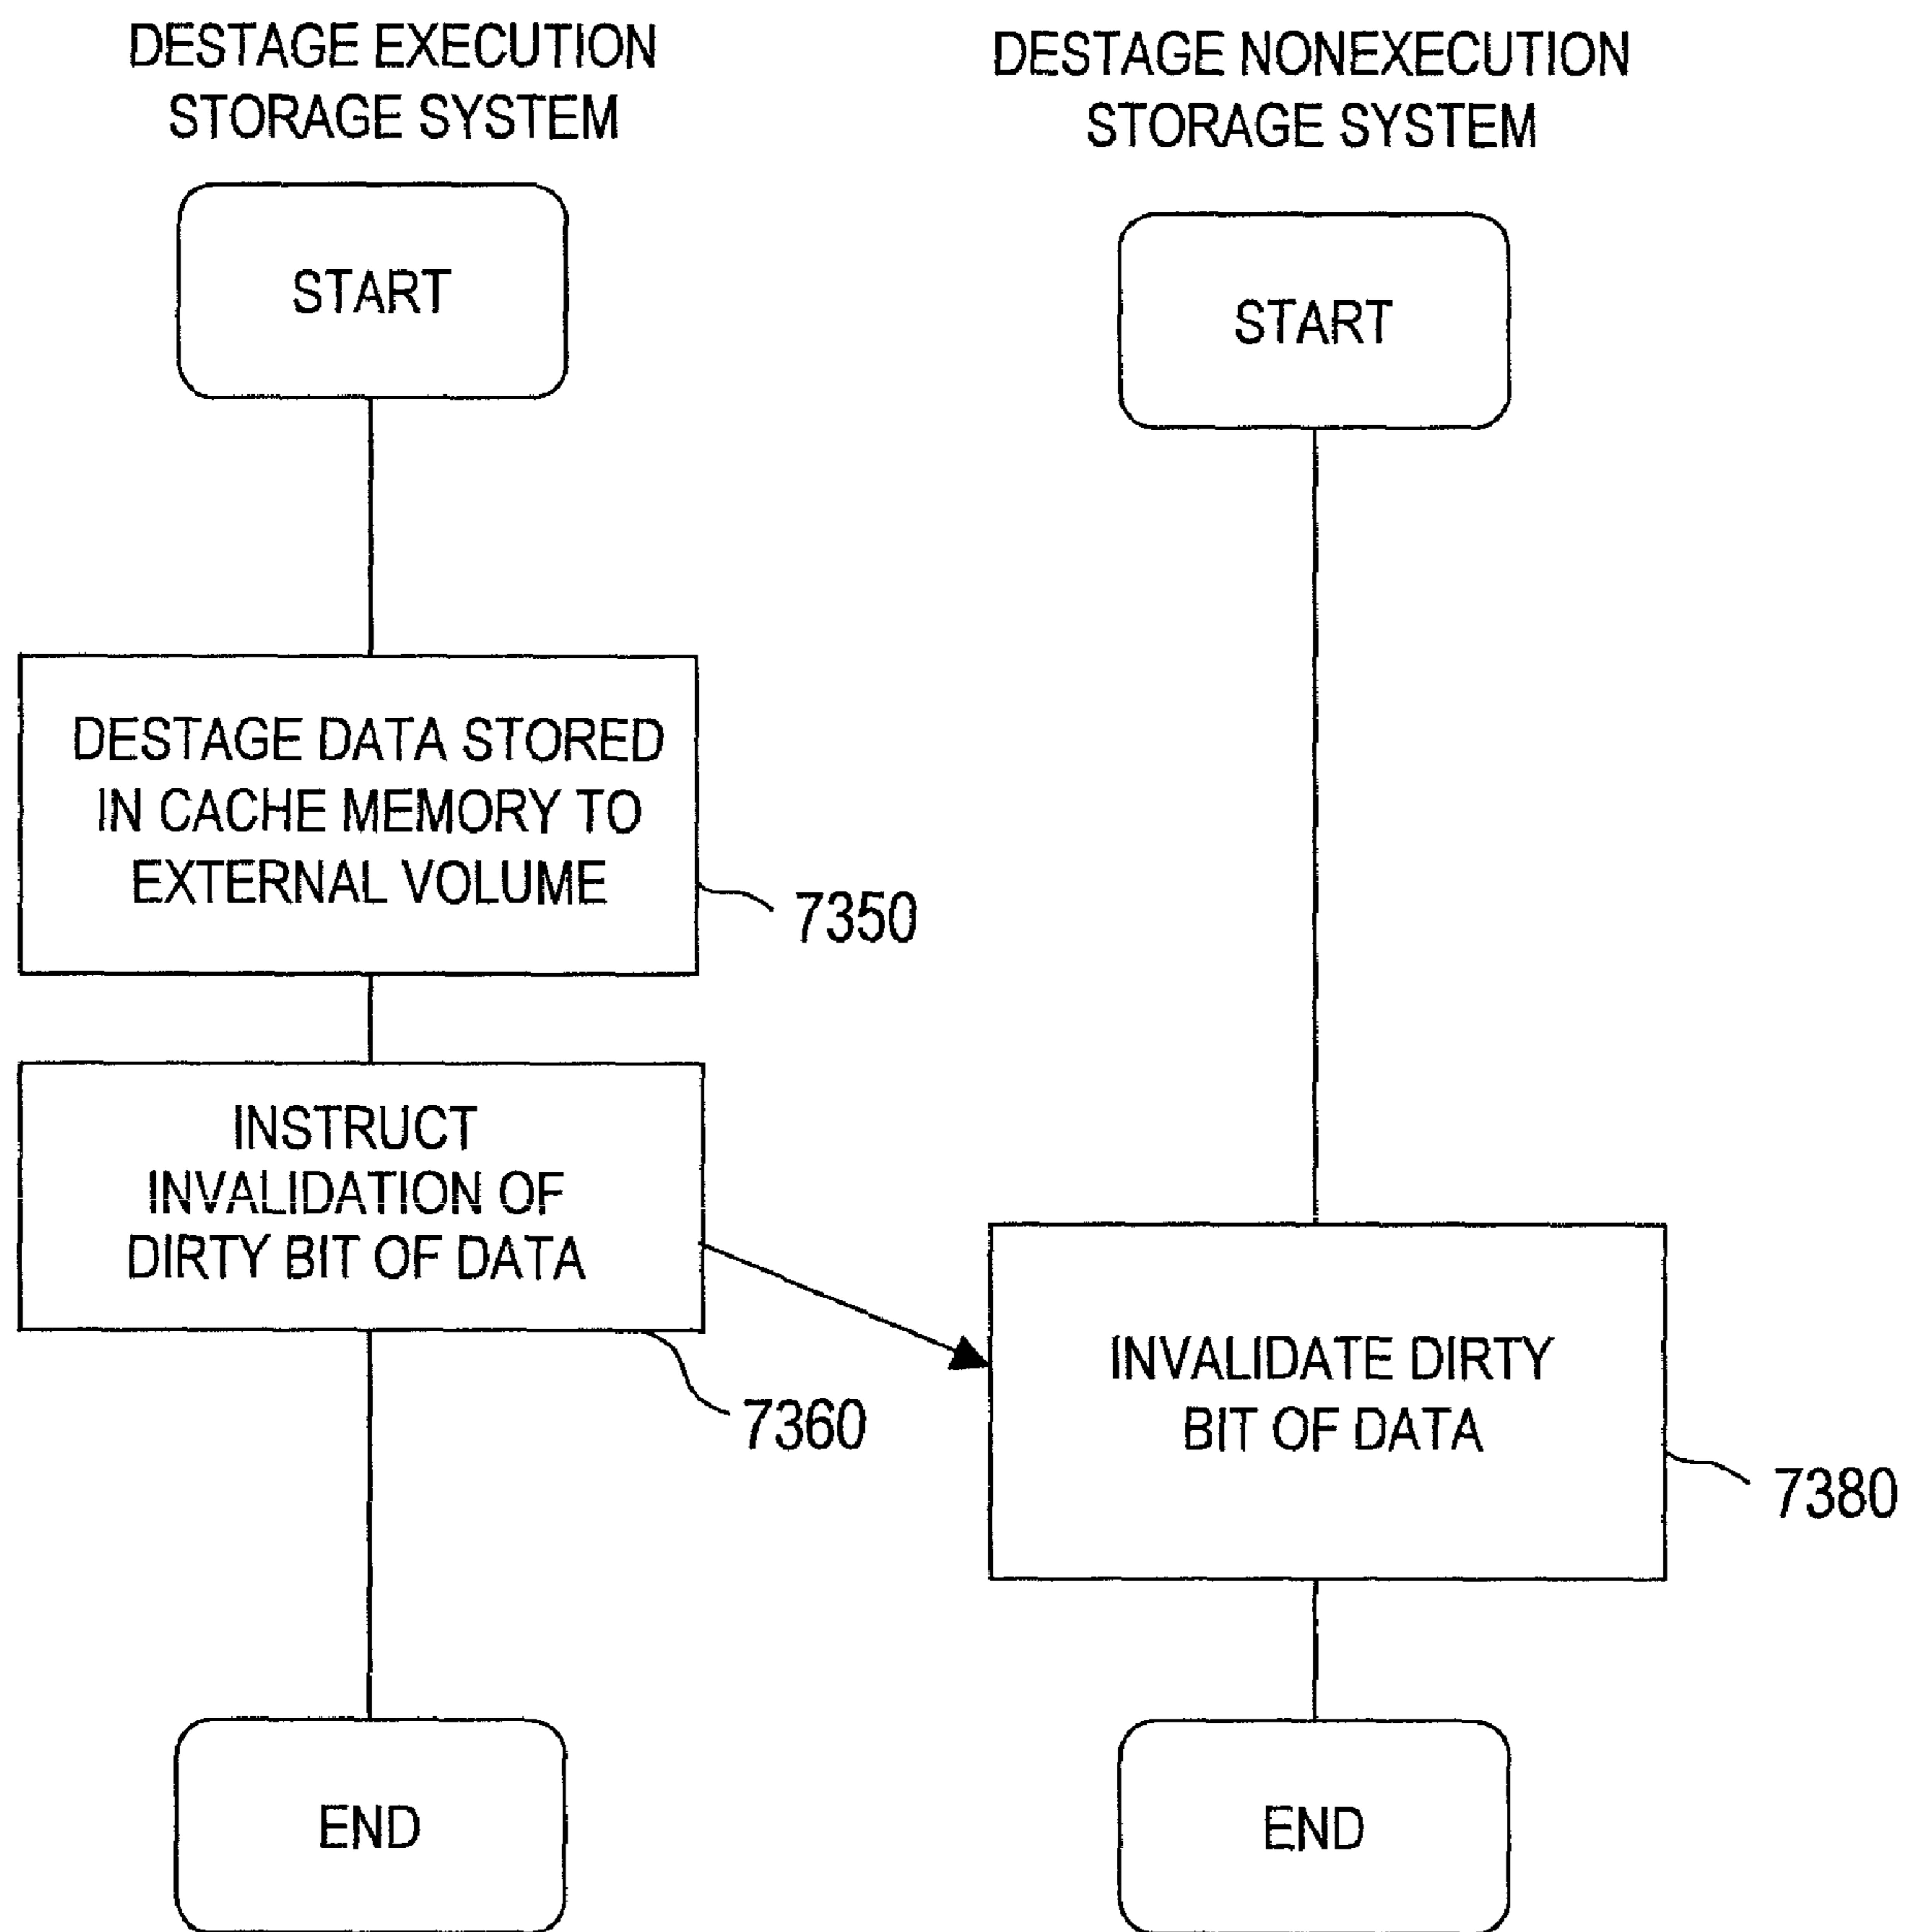 DESTAGE EXECUTION
STORAGE SYSTEM
DESTAGE NONEXECUTION
STORAGE SYSTEM
START
START
DESTAGE DATA STORED
IN CACHE MEMORY TO
EXTERNAL VOLUME
7350
INSTRUCT
INVALIDATION OF
DIRTY BIT OF DATA
7360
INVALIDATE DIRTY
BIT OF DATA
7380
END
END